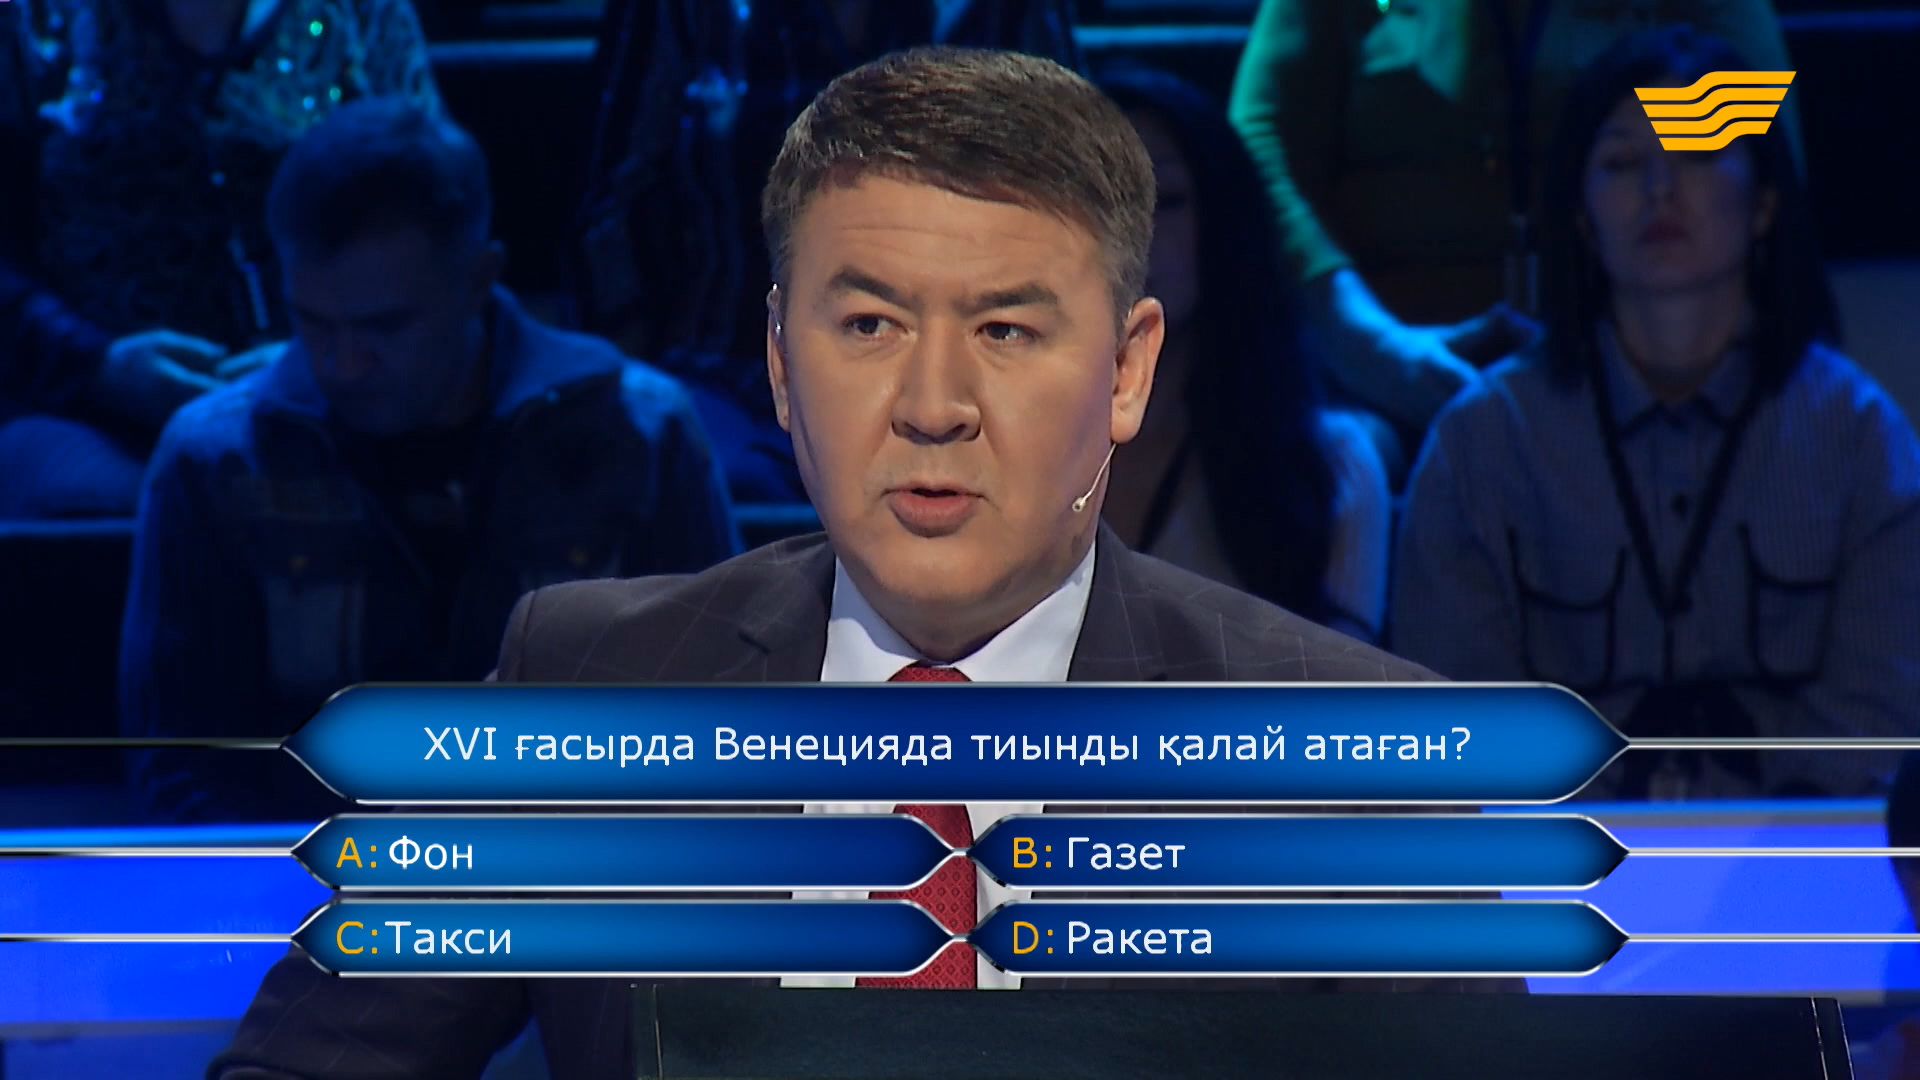 XVI ғасырда Венецияда тиынды қалай атаған?
A: Фон
B: Газет
C: Такси
D: Ракета